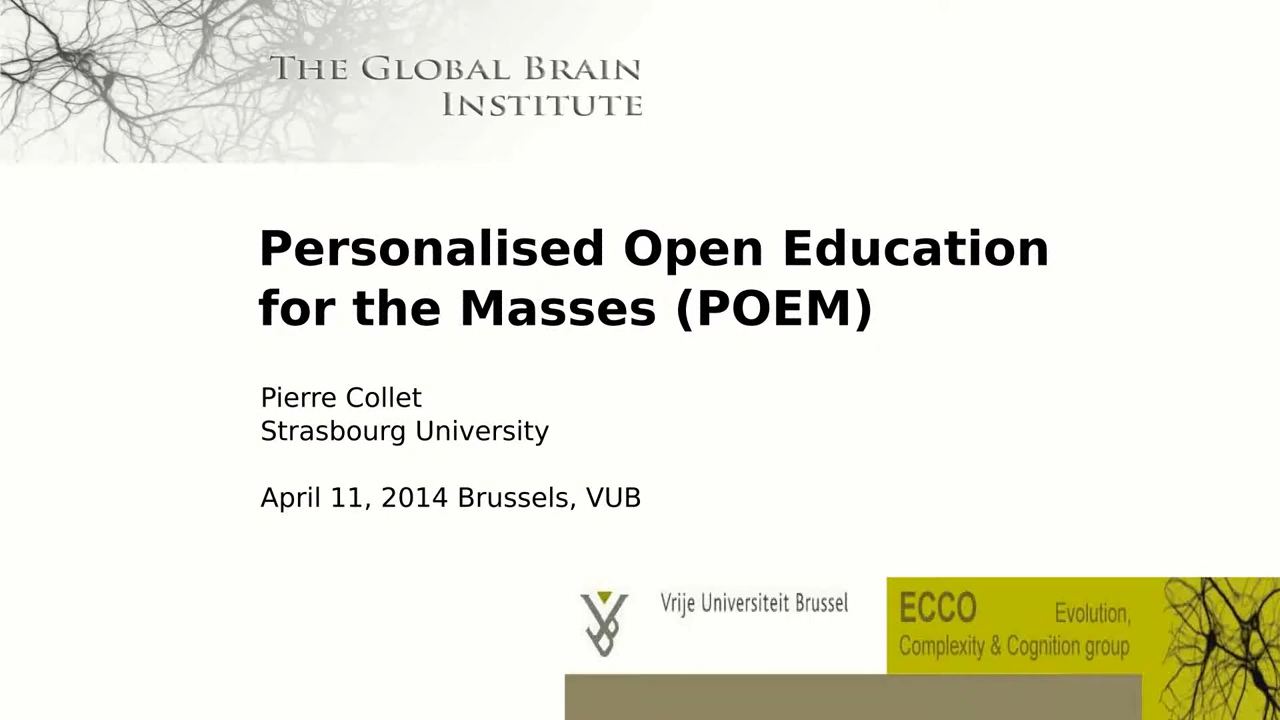 The Global Brain
Institute
Personalised Open Education
for the Masses (POEM)
Pierre Collet
Strasbourg University
April 11, 2014 Brussels, VUB
Vrije Universiteit Brussel
ECCO Evolution,
Complexity & Cognition group